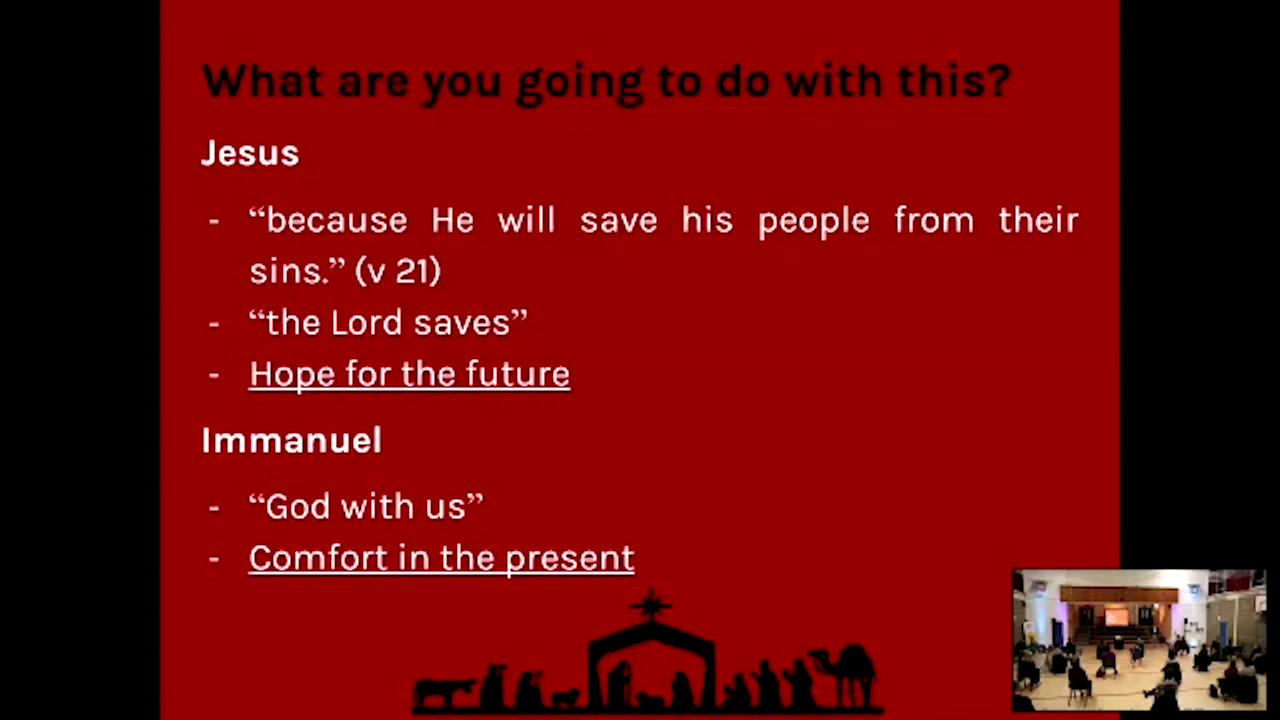 What are you going to do with this?
Jesus
- “because He will save his people from their
sins.” (v 21)
- “the Lord saves”
- Hope for the future
Immanuel
- “God with us”
- Comfort in the present